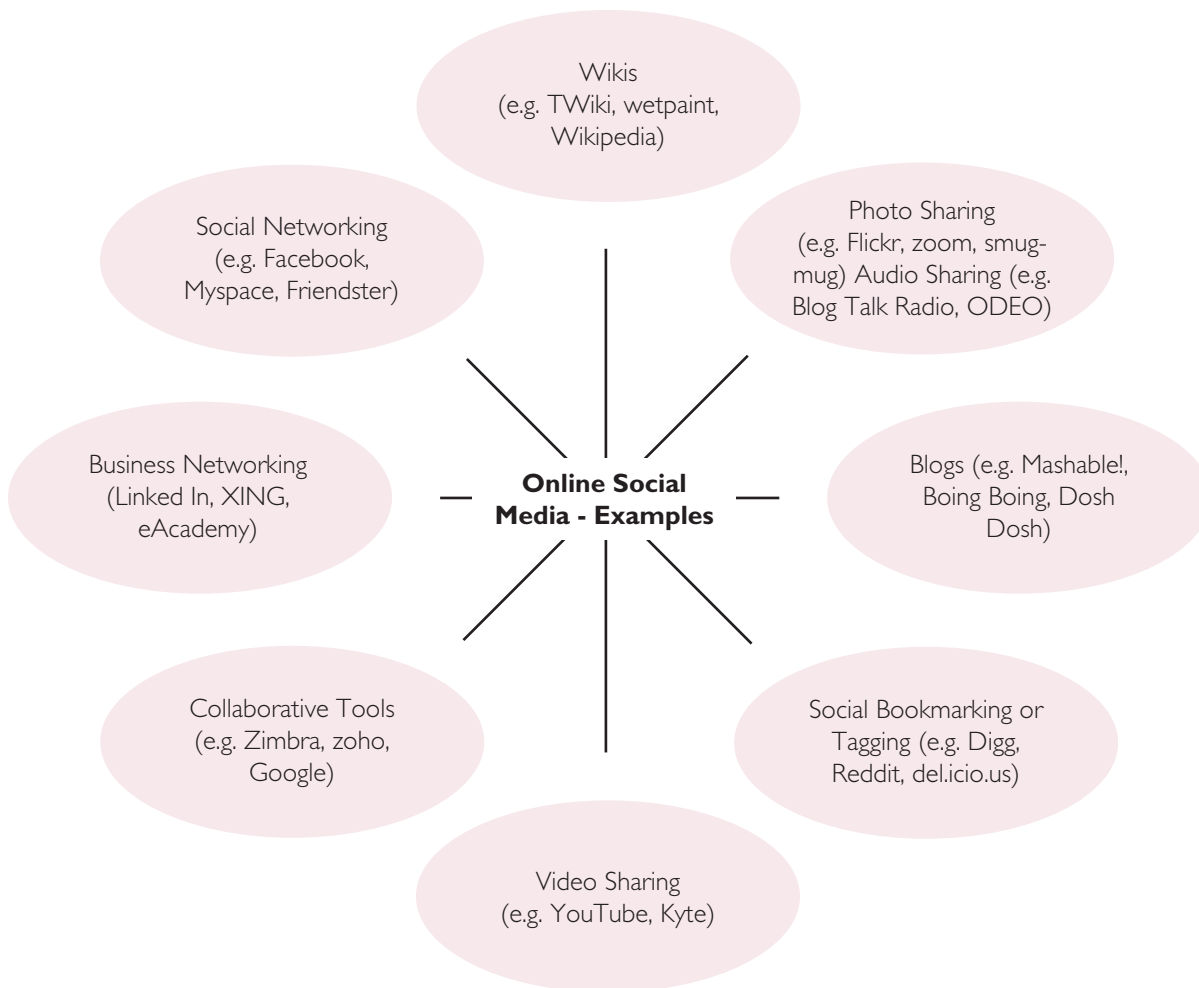 Wikis
(e.g. TWiki, wetpaint,
Wikipedia)
Social Networking
(e.g. Facebook,
Myspace, Friendster)
Photo Sharing
(e.g. Flickr, zoom, smug-
mug) Audio Sharing (e.g.
Blog Talk Radio, ODEO)
Business Networking
(Linked In, XING,
eAcademy)
Online Social
Media - Examples
Blogs (e.g. Mashable!,
Boing Boing, Dosh
Dosh)
Collaborative Tools
(e.g. Zimbra, zoho,
Google)
Social Bookmarking or
Tagging (e.g. Digg,
Reddit, del.icio.us)
Video Sharing
(e.g. YouTube, Kyte)